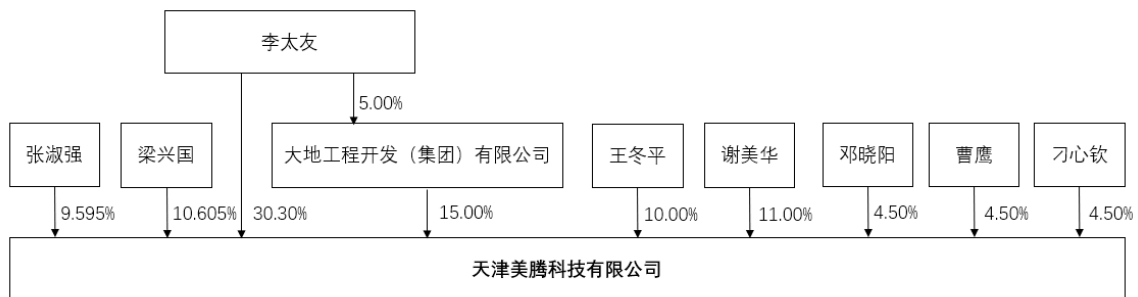 李太友
5.00%
张淑强
梁兴国
大地工程开发（集团）有限公司
王冬平
谢美华
邓晓阳
曹鹰
刁心钦
9.595%
10.605%
30.30%
15.00%
10.00%
11.00%
4.50%
4.50%
4.50%
天津美腾科技有限公司